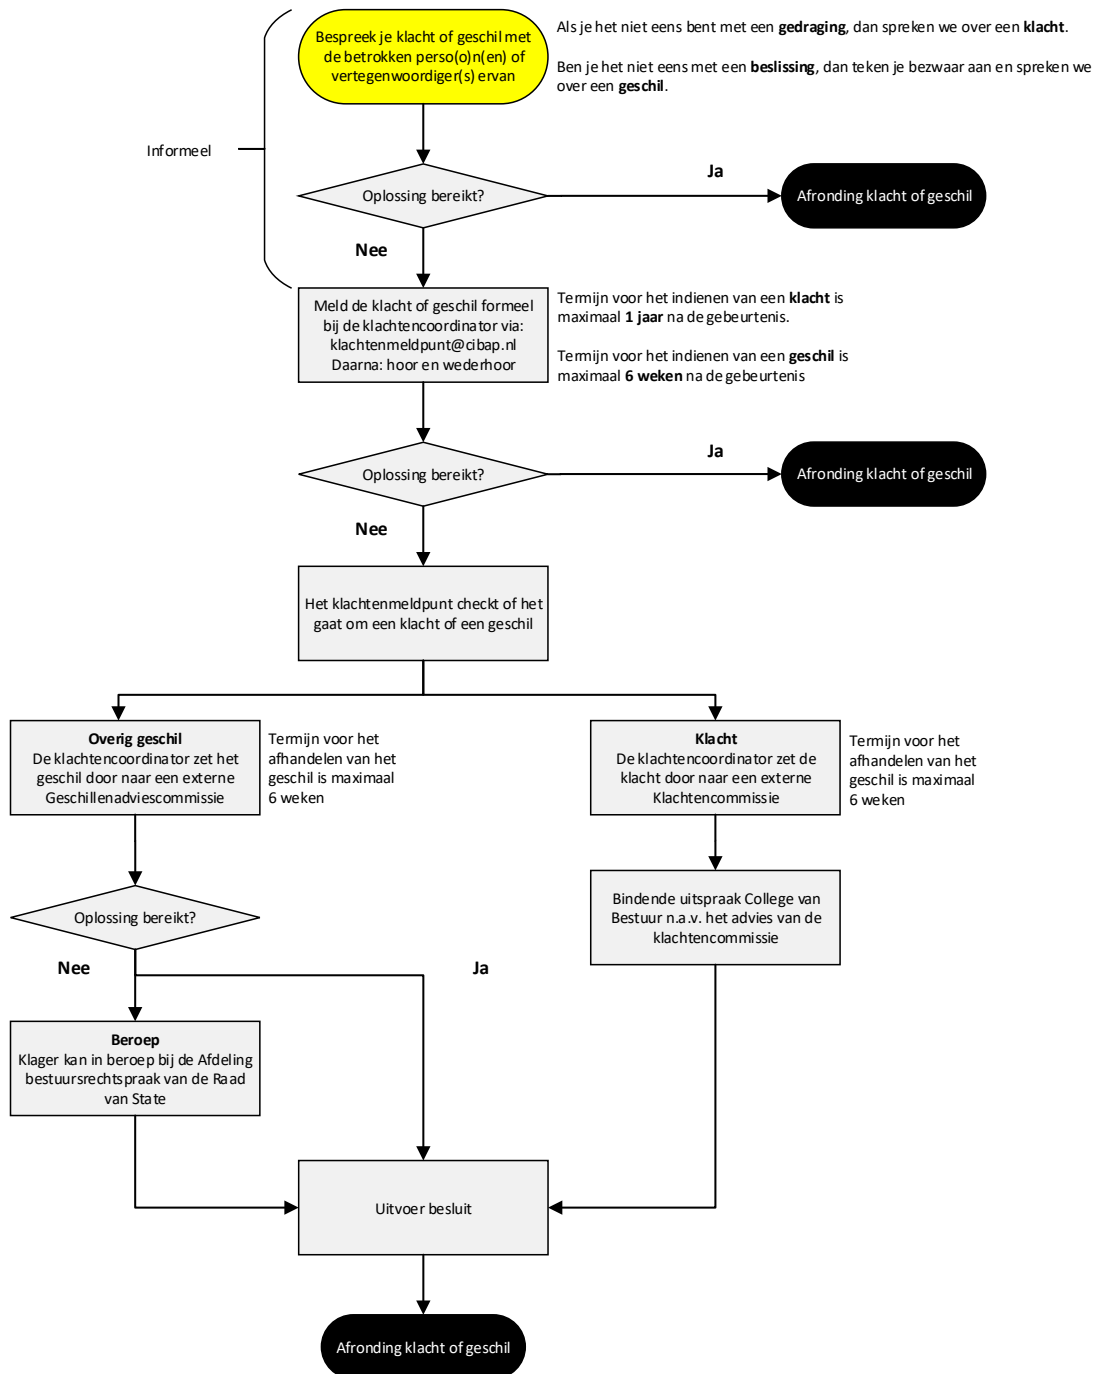 Bespreek je klacht of geschil met
de betrokken perso(o)n(en) of
vertegenwoordiger(s) ervan
Als je het niet eens bent met een gedraging, dan spreken we over een klacht.
Ben je het niet eens met een beslissing, dan teken je bezwaar aan en spreken we
over een geschil.
Informeel
Oplossing bereikt?
Ja
Afronding klacht of geschil
Nee
Meld de klacht of geschil formeel
bij de klachtencoordinator via:
klachtenmeldpunt@cibap.nl
Daarna: hoor en wederhoor
Termijn voor het indienen van een klacht is
maximaal 1 jaar na de gebeurtenis.
Termijn voor het indienen van een geschil is
maximaal 6 weken na de gebeurtenis
Oplossing bereikt?
Ja
Afronding klacht of geschil
Nee
Het klachtenmeldpunt checkt of het
gaat om een klacht of een geschil
Overig geschil
De klachtencoordinator zet het
geschil door naar een externe
Geschillenadviescommissie
Termijn voor het
afhandelen van het
geschil is maximaal
6 weken
Klacht
De klachtencoordinator zet de
klacht door naar een externe
Klachtencommissie
Termijn voor het
afhandelen van het
geschil is maximaal
6 weken
Oplossing bereikt?
Bindende uitspraak College van
Bestuur n.a.v. het advies van de
klachtencommissie
Nee
Ja
Beroep
Klager kan in beroep bij de Afdeling
bestuursrechtspraak van de Raad
van State
Uitvoer besluit
Afronding klacht of geschil